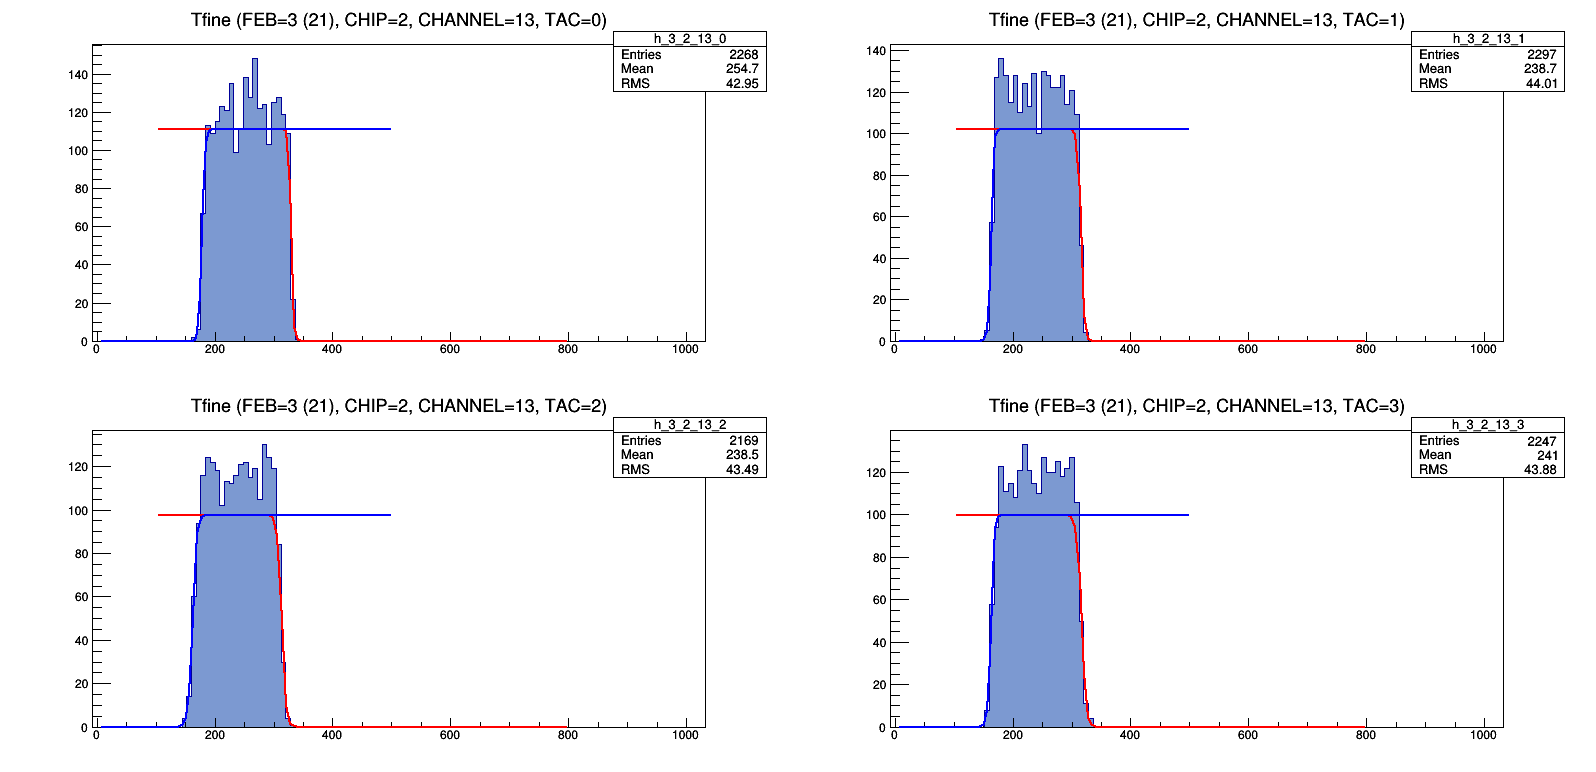 Tfine (FEB=3 (21), CHIP=2, CHANNEL=13, TAC=0)
h_3_2_13_0
Entries 2268
Mean 254.7
RMS 42.95
140
120
100
80
60
40
20
0
0 200 400 600 800 1000
Tfine (FEB=3 (21), CHIP=2, CHANNEL=13, TAC=1)
h_3_2_13_1
Entries 2297
Mean 238.7
RMS 44.01
140
120
100
80
60
40
20
0
0 200 400 600 800 1000
Tfine (FEB=3 (21), CHIP=2, CHANNEL=13, TAC=2)
h_3_2_13_2
Entries 2169
Mean 238.5
RMS 43.49
120
100
80
60
40
20
0
0 200 400 600 800 1000
Tfine (FEB=3 (21), CHIP=2, CHANNEL=13, TAC=3)
h_3_2_13_3
Entries 2247
Mean 241
RMS 43.88
120
100
80
60
40
20
0
0 200 400 600 800 1000